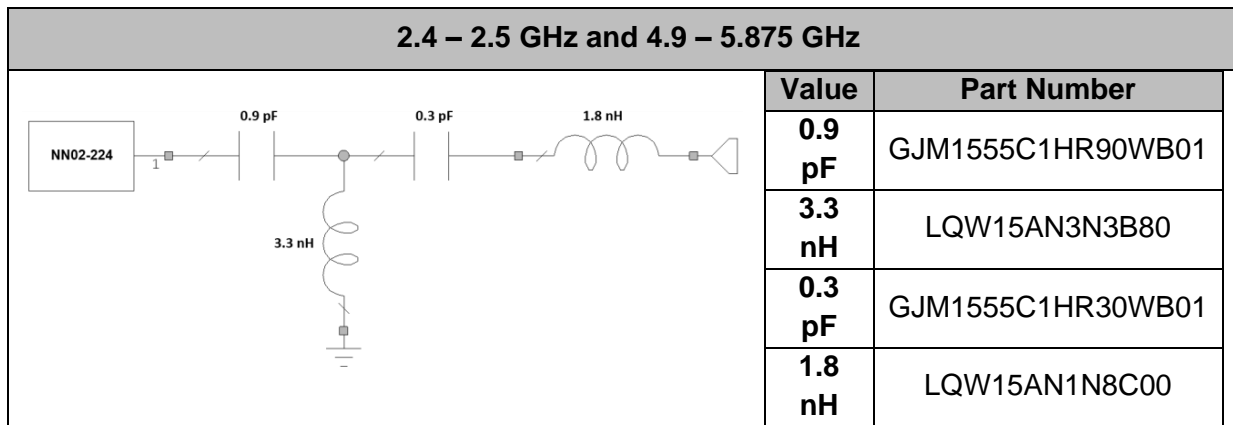 2.4 – 2.5 GHz and 4.9 – 5.875 GHz
0.9 pF
0.3 pF
1.8 nH
NN02-224
1
3.3 nH
Value Part Number
0.9
pF
GJM1555C1HR90WB01
3.3
nH
LQW15AN3N3B80
0.3
pF
GJM1555C1HR30WB01
1.8
nH
LQW15AN1N8C00